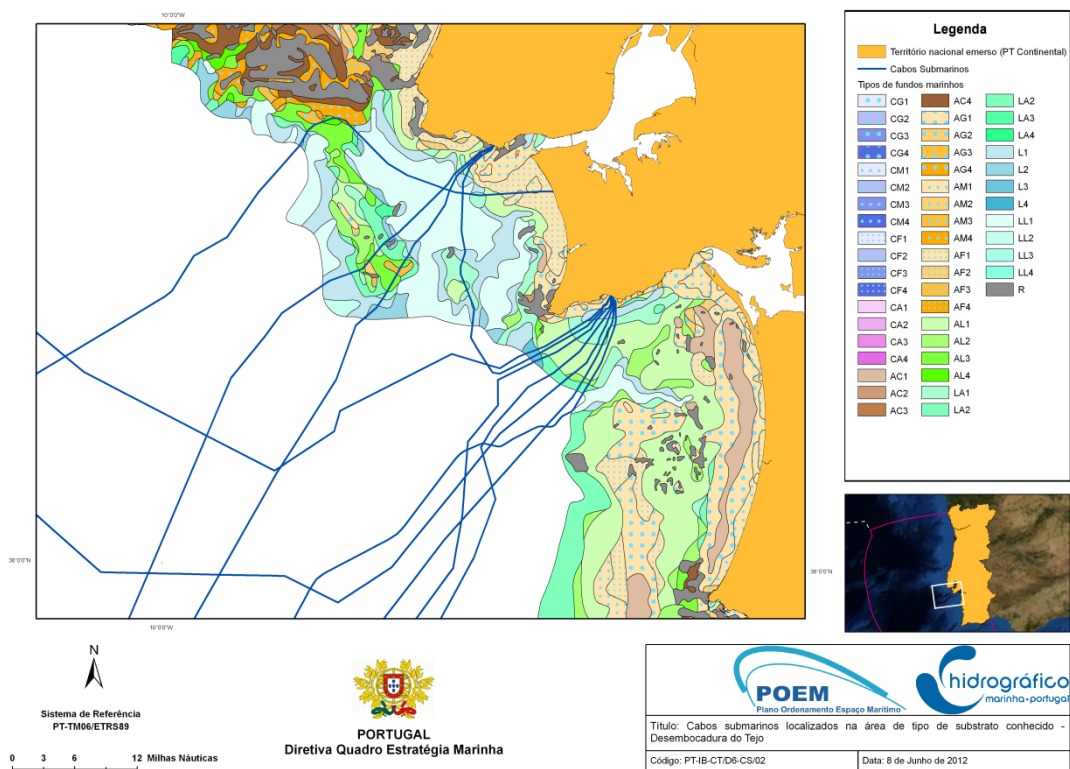 10°0'0"W
Legenda
Território nacional emerso (PT Continental)
Cabos Submarinos
Tipos de fundos marinhos
CG1
CG2
CG3
CG4
CM1
CM2
CM3
CM4
CF1
CF2
CF3
CF4
CA1
CA2
CA3
CA4
AC1
AC2
AC3
AC4
AG1
AG2
AG3
AG4
AM1
AM2
AM3
AM4
AF1
AF2
AF3
AF4
AL1
AL2
AL3
AL4
LA1
LA2
LA2
LA3
LA4
L1
L2
L3
L4
LL1
LL2
LL3
LL4
R
38°0'0"N
38°0'0"N
10°0'0"W
N
Sistema de Referência
PT-TM06/ETRS89
0 3 6 12 Milhas Náuticas
PORTUGAL
Diretiva Quadro Estratégia Marinha
POEM
Plano Ordenamento Espaço Marítimo
hidrográfico
marinha-portugal
Título: Cabos submarinos localizados na área de tipo de substrato conhecido -
Desembocadura do Tejo
Código: PT-IB-CT/D6-CS/02
Data: 8 de Junho de 2012